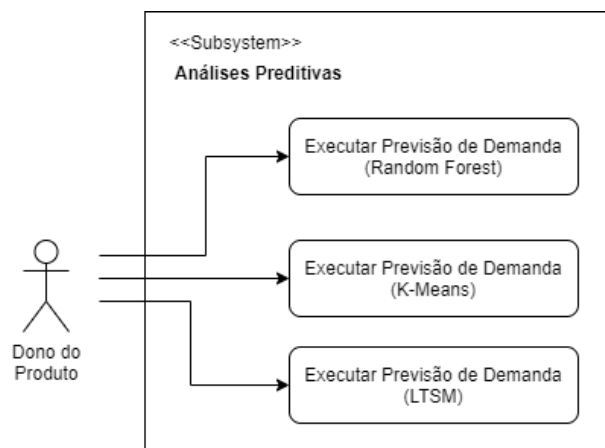 <<Subsystem>>
Análises Preditivas
Executar Previsão de Demanda
(Random Forest)
Executar Previsão de Demanda
(K-Means)
Executar Previsão de Demanda
(LTSM)
Dono do
Produto